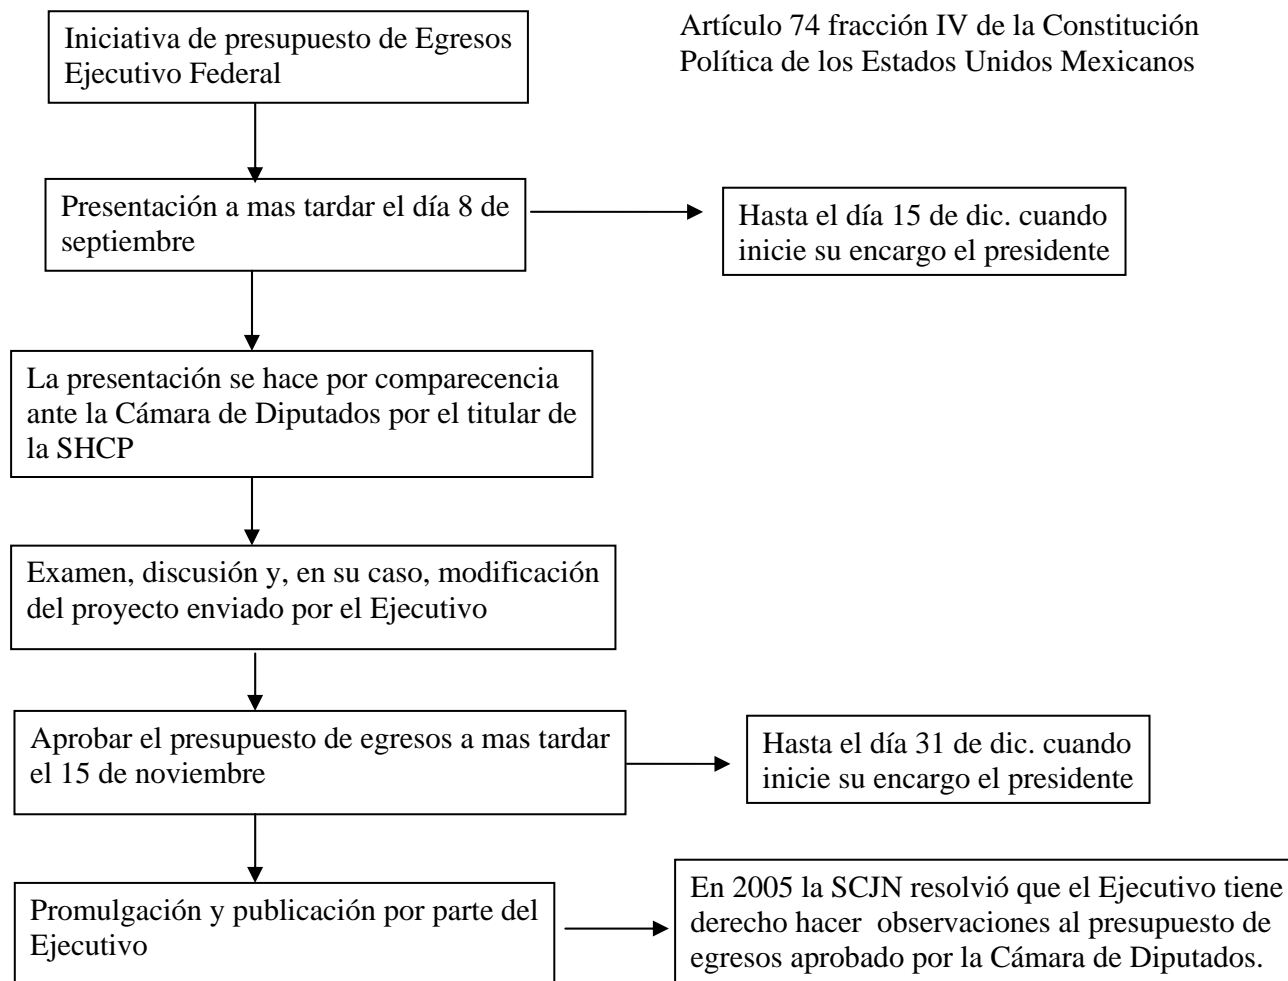 Iniciativa de presupuesto de Egresos
Ejecutivo Federal
Artículo 74 fracción IV de la Constitución
Política de los Estados Unidos Mexicanos
Presentación a mas tardar el día 8 de
septiembre
Hasta el día 15 de dic. cuando
inicie su encargo el presidente
La presentación se hace por comparecencia
ante la Cámara de Diputados por el titular de
la SHCP
Examen, discusión y, en su caso, modificación
del proyecto enviado por el Ejecutivo
Aprobar el presupuesto de egresos a mas tardar
el 15 de noviembre
Hasta el día 31 de dic. cuando
inicie su encargo el presidente
Promulgación y publicación por parte del
Ejecutivo
En 2005 la SCJN resolvió que el Ejecutivo tiene
derecho hacer observaciones al presupuesto de
egresos aprobado por la Cámara de Diputados.